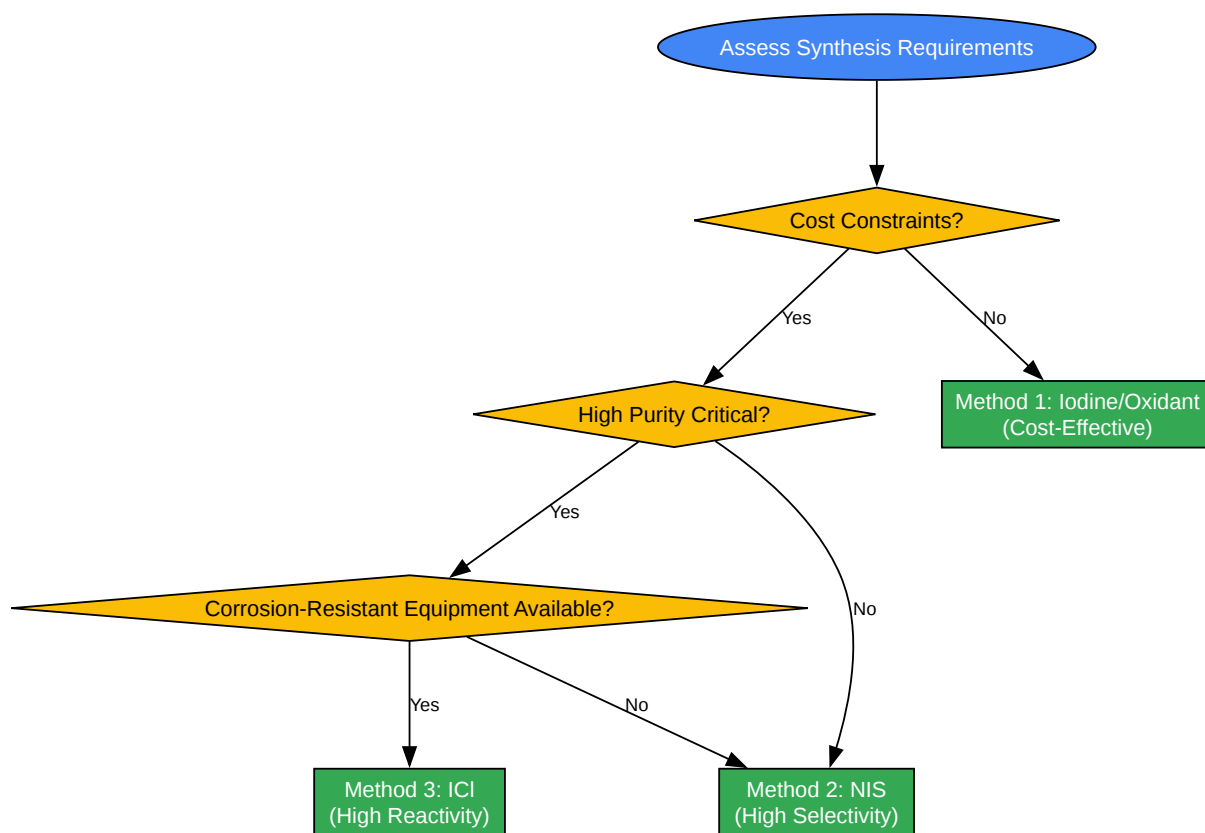 Assess Synthesis Requirements
Cost Constraints?
Yes
No
High Purity Critical?
Method 1: Iodine/Oxidant
(Cost-Effective)
Yes
No
Corrosion-Resistant Equipment Available?
Yes
No
Method 3: ICl
(High Reactivity)
Method 2: NIS
(High Selectivity)